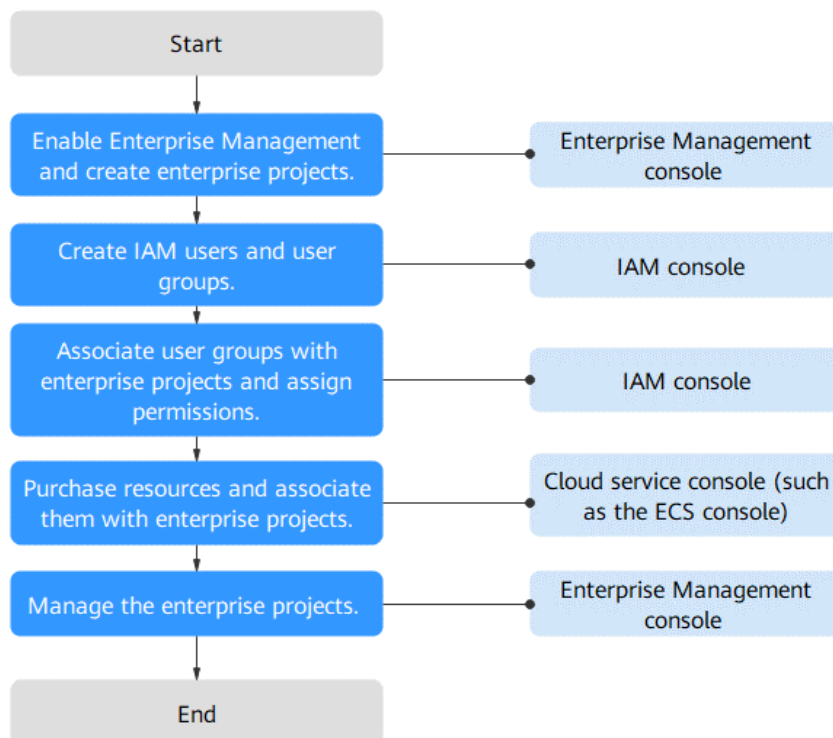 Start
Enable Enterprise Management
and create enterprise projects.
Enterprise Management
console
Create IAM users and user
groups.
IAM console
Associate user groups with
enterprise projects and assign
permissions.
IAM console
Purchase resources and associate
them with enterprise projects.
Cloud service console (such
as the ECS console)
Manage the enterprise projects.
Enterprise Management
console
End